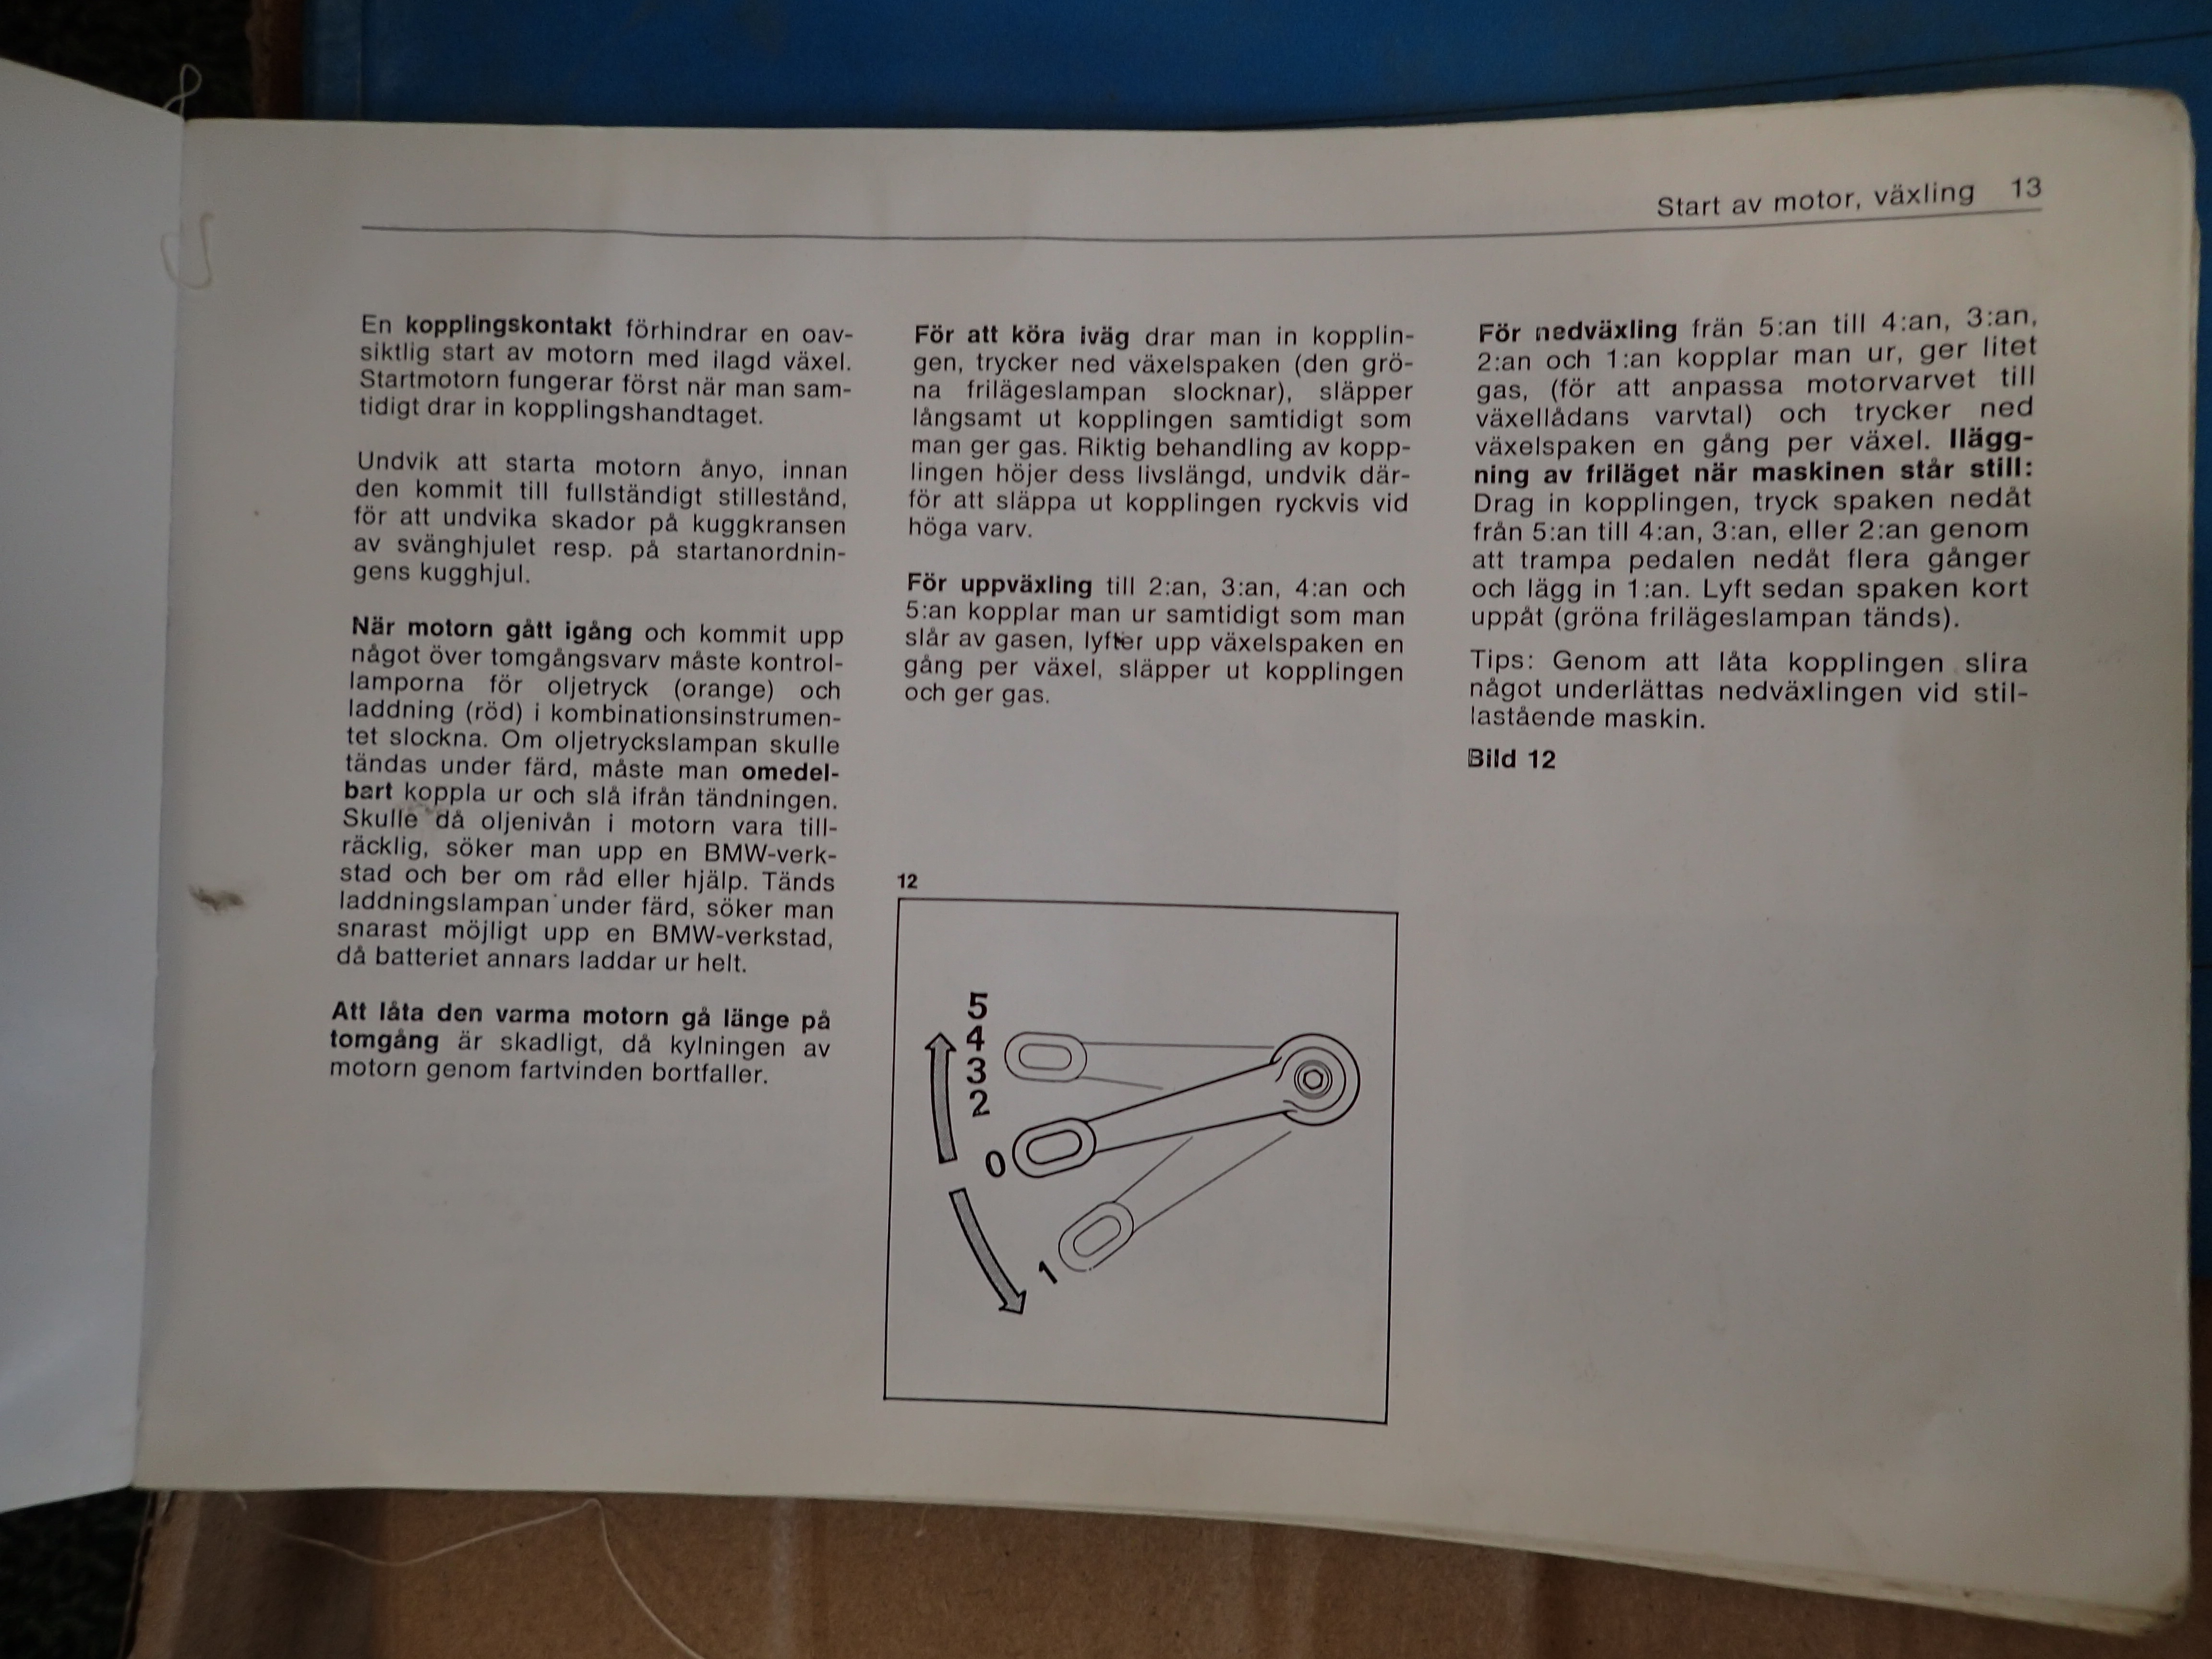 Start av motor, växling 13
En kopplingskontakt förhindrar en oav-
siktlig start av motorn med ilagd växel.
Startmotorn fungerar först när man sam-
tidigt drar in kopplingshandtaget.
Undvik att starta motorn ånyo, innan
den kommit till fullständigt stillestånd,
för att undvika skador på kuggkransen
av svänghjulet resp. på startanordnin-
gens kugghjul.
När motorn gått igång och kommit upp
något över tomgångsvarv måste kontrol-
lamporna för oljetryck (orange) och
laddning (röd) i kombinationsinstrumen-
tet slockna. Om oljetryckslampan skulle
tändas under färd, måste man omedel-
bart koppla ur och slå ifrån tändningen.
Skulle då oljenivån i motorn vara till-
räcklig, söker man upp en BMW-verk-
stad och ber om råd eller hjälp. Tänds
laddningslampan under färd, söker man
snarast möjligt upp en BMW-verkstad,
då batteriet annars laddar ur helt.
Att låta den varma motorn gå länge på
tomgång är skadligt, då kylningen av
motorn genom fartvinden bortfaller.
För att köra iväg drar man in kopplin-
gen, trycker ned växelspaken (den grö-
na frilägeslampan slocknar), släpper
långsamt ut kopplingen samtidigt som
man ger gas. Riktig behandling av kopp-
lingen höjer dess livslängd, undvik där-
för att släppa ut kopplingen ryckvis vid
höga varv.
För uppväxling till 2:an, 3:an, 4:an och
5:an kopplar man ur samtidigt som man
slår av gasen, lyfter upp växelspaken en
gång per växel, släpper ut kopplingen
och ger gas.
12
5
4
3
2
0
1
För nedväxling frän 5:an till 4:an, 3:an,
2:an och 1:an kopplar man ur, ger litet
gas, (för att anpassa motorvarvet till
växellådans varvtal) och trycker ned
växelspaken en gång per växel. Ilägg-
ning av friläget när maskinen står still:
Drag in kopplingen, tryck spaken nedåt
från 5:an till 4:an, 3:an, eller 2:an genom
att trampa pedalen nedåt flera gånger
och lägg in 1:an. Lyft sedan spaken kort
uppåt (gröna frilägeslampan tänds).
Tips: Genom att låta kopplingen slira
något underlättas nedväxlingen vid stil-
lastående maskin.
Bild 12